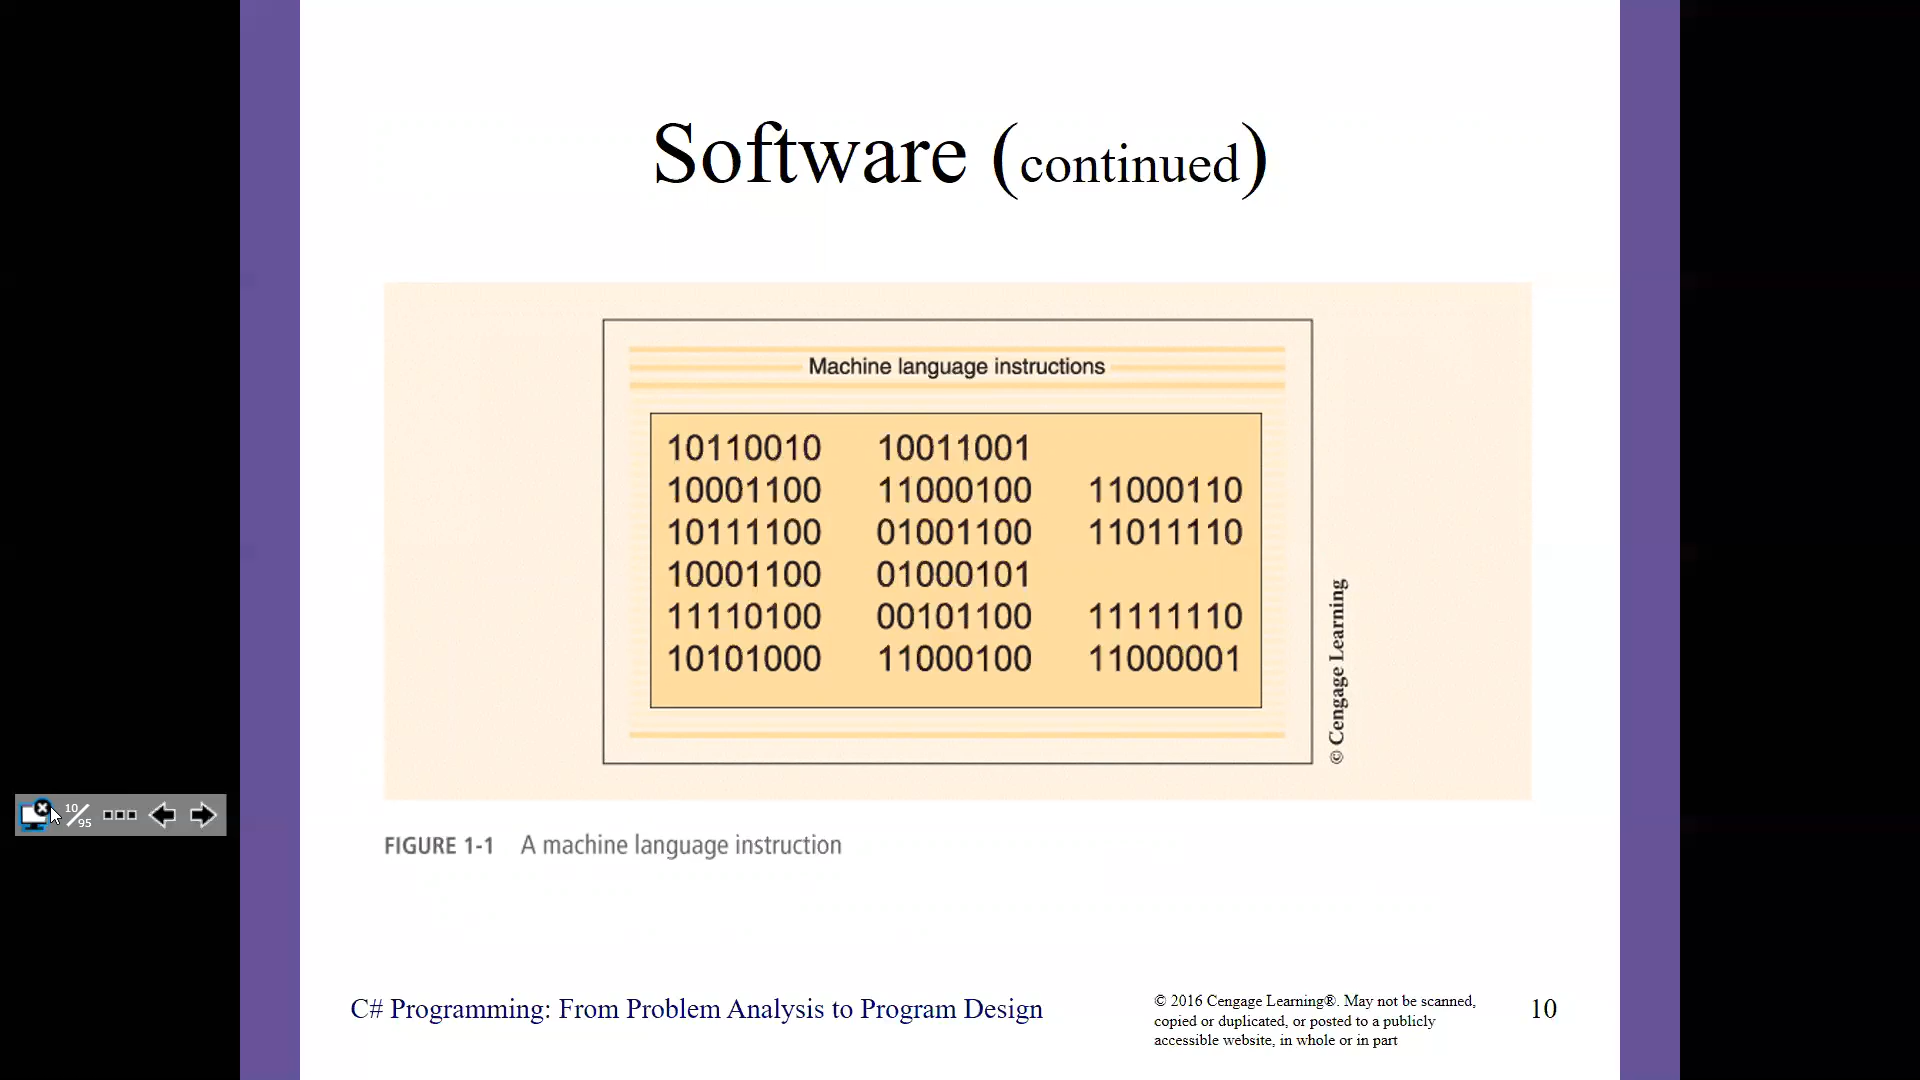 Software (continued)
Machine language instructions
10110010 10011001
10001100 11000100 11000110
10111100 01001100 11011110
10001100 01000101
11110100 00101100 11111110
10101000 11000100 11000001
© Cengage Learning
10/95
FIGURE 1-1 A machine language instruction
C# Programming: From Problem Analysis to Program Design
© 2016 Cengage Learning®. May not be scanned,
copied or duplicated, or posted to a publicly
accessible website, in whole or in part
10